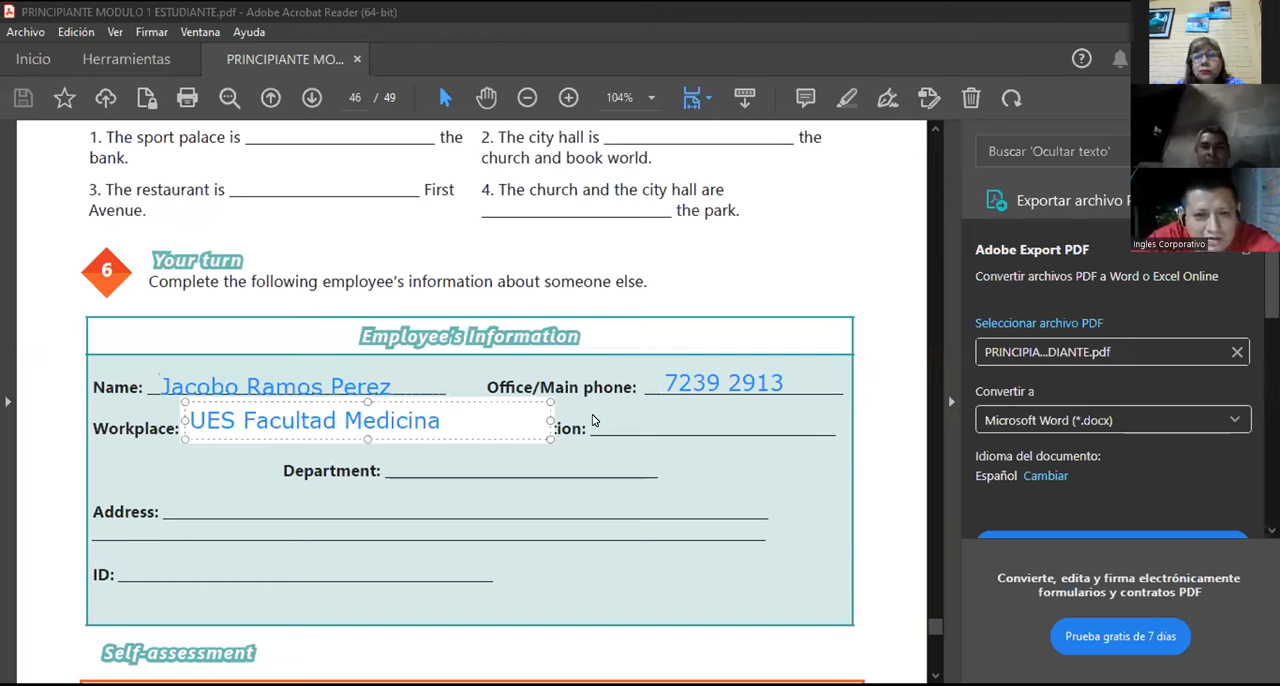 PRINCIPIANTE MODULO 1 ESTUDIANTE.pdf - Adobe Acrobat Reader (64-bit)
Archivo Edición Ver Firmar Ventana Ayuda
Inicio Herramientas PRINCIPIANTE MO... ×
46 / 49 104%
1. The sport palace is ____________ the bank.
2. The city hall is ____________ the church and book world.
3. The restaurant is ____________ First Avenue.
4. The church and the city hall are ____________ the park.
6 Your turn
Complete the following employee's information about someone else.
Employee's Information
Name: Jacobo Ramos Perez Office/Main phone: 7239 2913
Workplace: UES Facultad Medicina tion:
Department:
Address:
ID:
Self-assessment
Buscar 'Ocultar texto'
Exportar archivo P
Ingles Corporativo
Adobe Export PDF
Convertir archivos PDF a Word o Excel Online
Seleccionar archivo PDF
PRINCIPIA...DIANTE.pdf
Convertir a
Microsoft Word (*.docx)
Idioma del documento:
Español Cambiar
Convierte, edita y firma electrónicamente
formularios y contratos PDF
Prueba gratis de 7 días